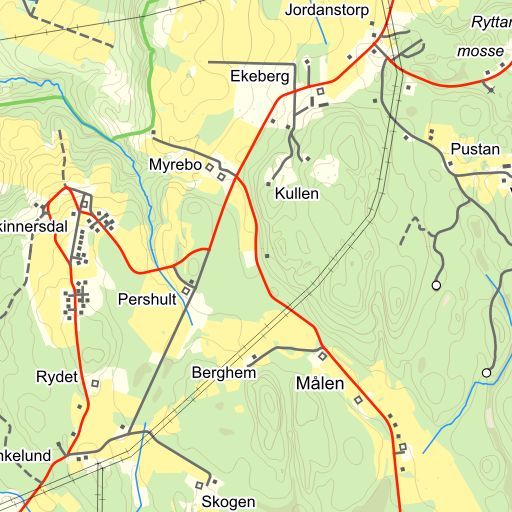 Jordanstorp
Ryttar
mosse
Ekeberg
Pustan
Myrebo
Kullen
kinnersdal
Pershult
Rydet
Berghem
Målen
nkelund
Skogen